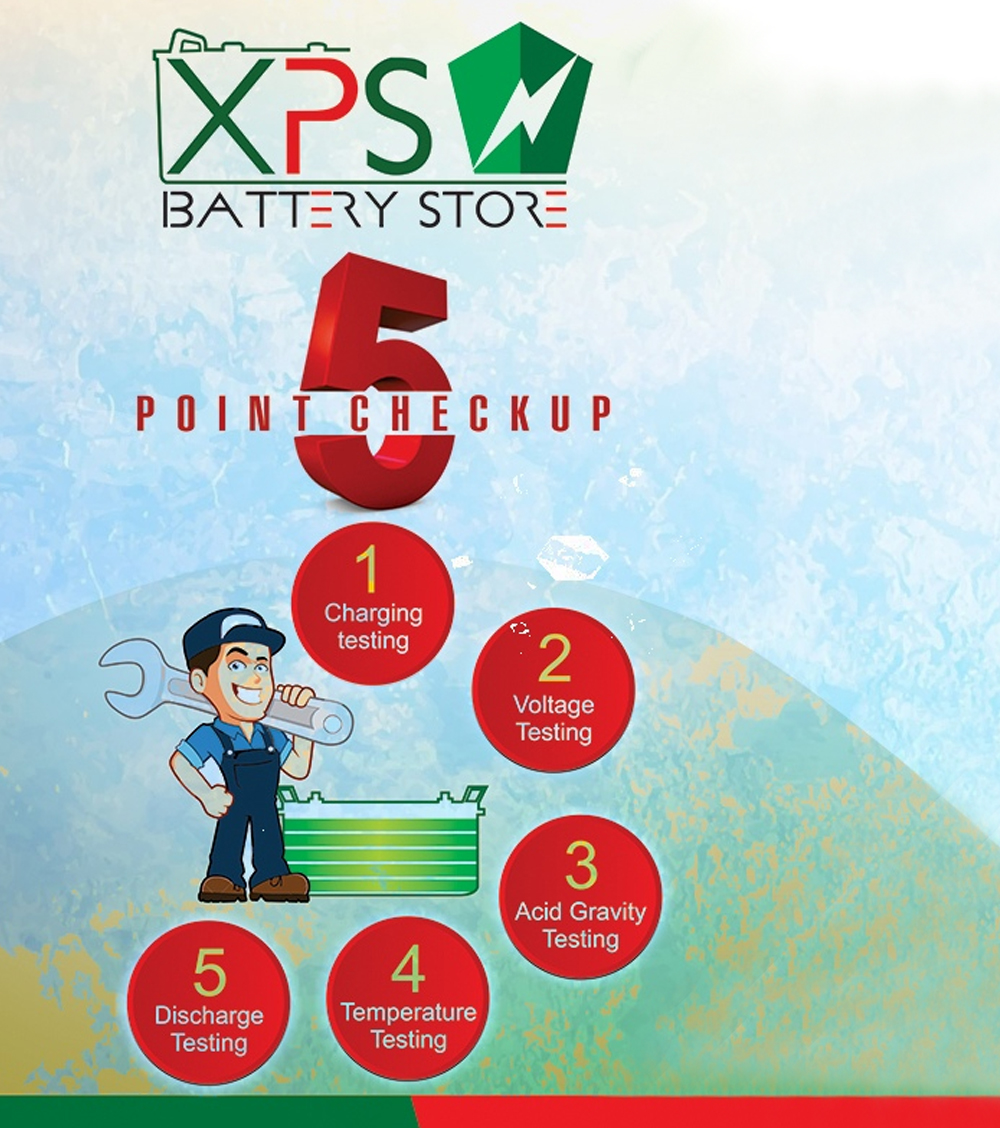 XPS
BATTERY STORE
5
POINT CHECKUP
1
Charging
testing
2
Voltage
Testing
3
Acid Gravity
Testing
4
Temperature
Testing
5
Discharge
Testing